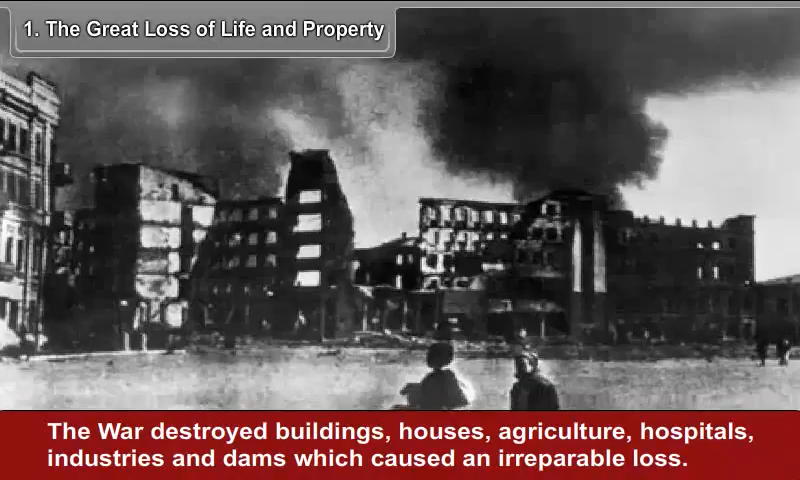 1. The Great Loss of Life and Property
The War destroyed buildings, houses, agriculture, hospitals,
industries and dams which caused an irreparable loss.